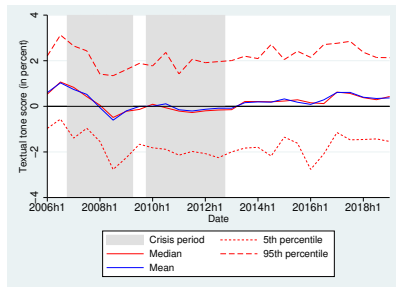 Textual tone score (in percent)
4
2
0
−2
−4
2006h1 2008h1 2010h1 2012h1 2014h1 2016h1 2018h1
Date
Crisis period 5th percentile
Median 95th percentile
Mean